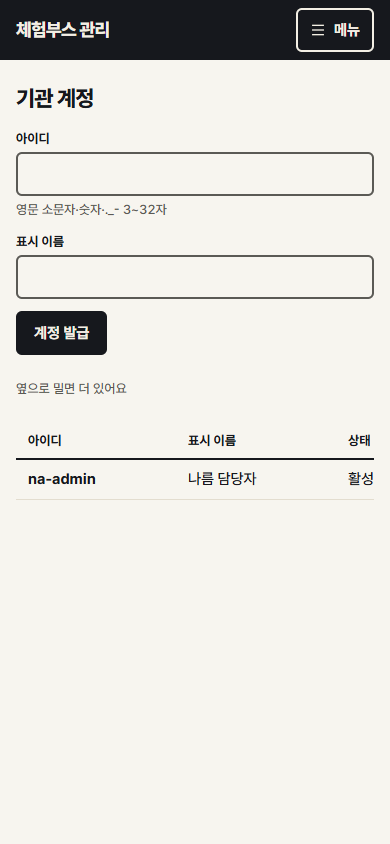 체험부스 관리
메뉴
기관 계정
아이디
영문 소문자·숫자·._- 3~32자
표시 이름
계정 발급
옆으로 밀면 더 있어요
아이디 표시 이름 상태
na-admin 나름 담당자 활성